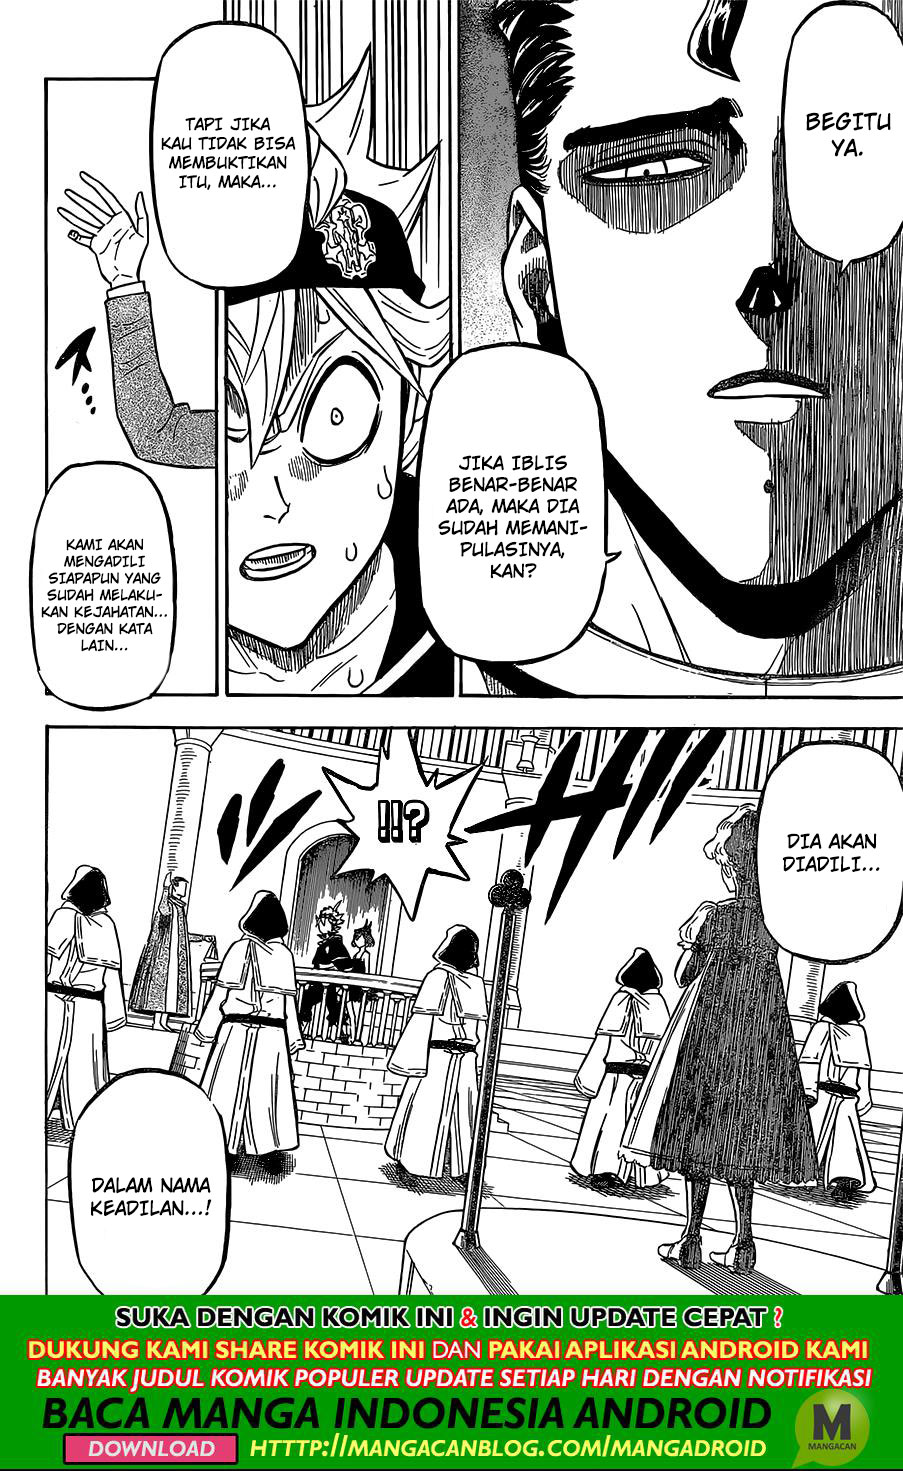 BEGITU
YA.
JIKA IBLIS
BENAR-BENAR
ADA, MAKA DIA
SUDAH MEMANI-
PULASINYA,
KAN?
TAPI JIKA
KAU TIDAK BISA
MEMBUKTIKAN
ITU, MAKA...
KAMI AKAN
MENGADILI
SIAPAPUN YANG
SUDAH MELAKU-
KAN KEJAHATAN...
DENGAN KATA
LAIN...
!!?
DIA AKAN
DIADILI...
DALAM NAMA
KEADILAN...!
SUKA DENGAN KOMIK INI & INGIN UPDATE CEPAT ?
DUKUNG KAMI SHARE KOMIK INI DAN PAKAI APLIKASI ANDROID KAMI
BANYAK JUDUL KOMIK POPULER UPDATE SETIAP HARI DENGAN NOTIFIKASI
BACA MANGA INDONESIA ANDROID
M
MANGACAN
DOWNLOAD HTTTP://MANGACANBLOG.COM/MANGADROID